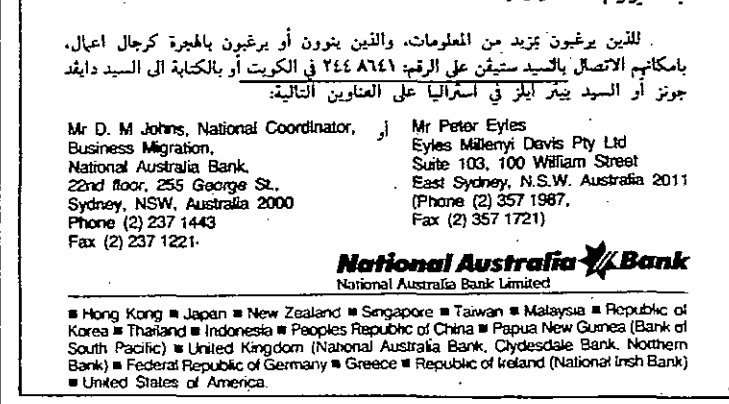 للذين يرغبون بمزيد من المعلومات، والذين ينوون أو يرغبون بالهجرة كرجال اعمال،
بامكانهم الاتصال بالسيد ستيڤن على الرقم: ٢٤٤٨٦٤١ في الكويت أو بالكتابة الى السيد دايڤد
جونز أو السيد بيتر ايلز في استراليا على العناوين التالية:
Mr D. M Johns, National Coordinator,
Business Migration,
National Australia Bank,
22nd floor, 255 George St.,
Sydney, NSW, Australia 2000
Phone (2) 237 1443
Fax (2) 237 1221
أو
Mr Peter Eyles
Eyles Millenyi Davis Pty Ltd
Suite 103, 100 William Street
East Sydney, N.S.W. Australia 2011
(Phone (2) 357 1987,
Fax (2) 357 1721)
National Australia Bank
National Australia Bank Limited
■ Hong Kong ■ Japan ■ New Zealand ■ Singapore ■ Taiwan ■ Malaysia ■ Republic of
Korea ■ Thailand ■ Indonesia ■ Peoples Republic of China ■ Papua New Guinea (Bank of
South Pacific) ■ United Kingdom (National Australia Bank, Clydesdale Bank, Northern
Bank) ■ Federal Republic of Germany ■ Greece ■ Republic of Ireland (National Irish Bank)
■ United States of America.